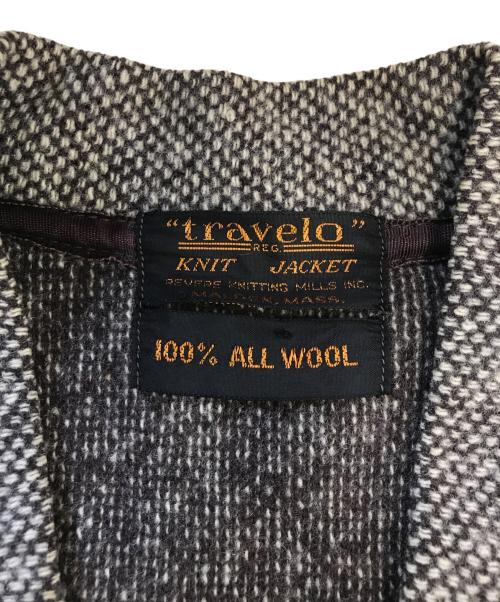 "travelo"
REG.
KNIT JACKET
REVERE KNITTING MILLS INC.
MALDEN, MASS.
100% ALL WOOL